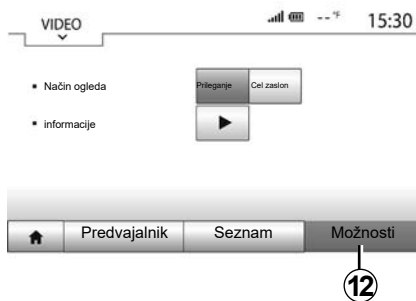 VIDEO
--°F 15:30
▪ Način ogleda Prileganje Cel zaslon
▪ informacije
Predvajalnik Seznam Možnosti
12